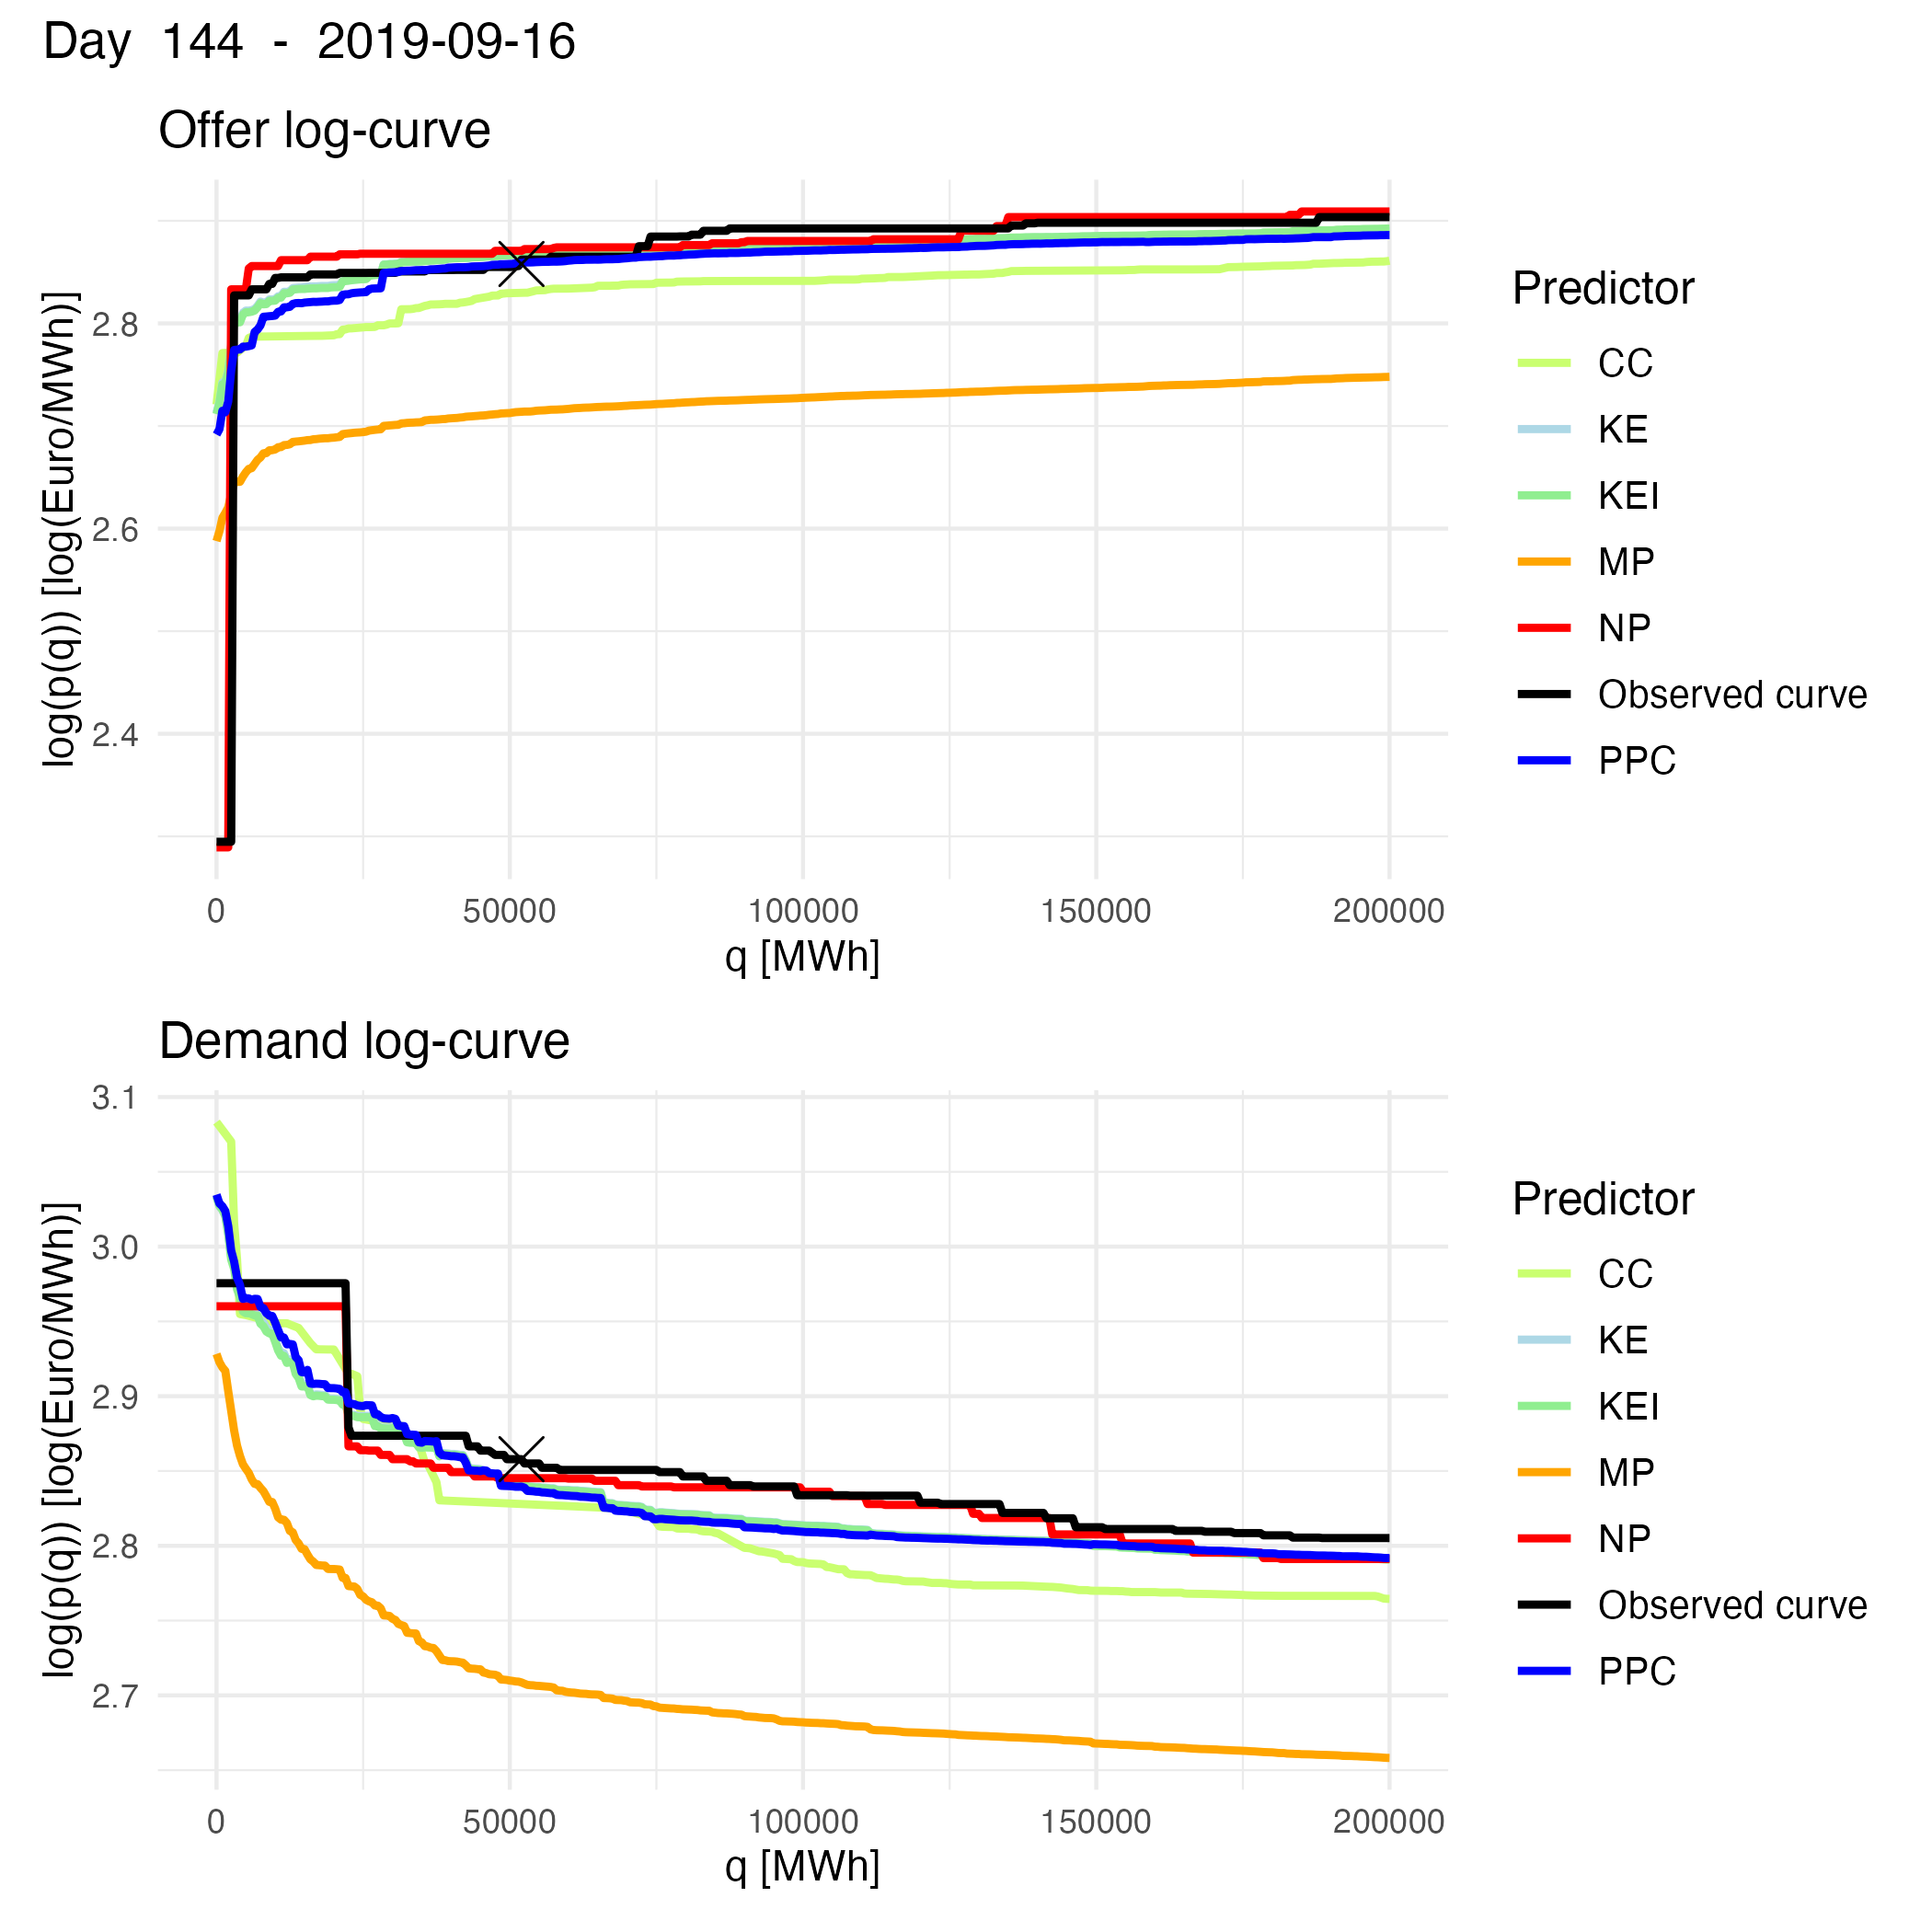 Day 144 - 2019-09-16
Offer log-curve
log(p(q)) [log(Euro/MWh)]
2.8
2.6
2.4
0
50000
100000
150000
200000
q [MWh]
Predictor
CC
KE
KEI
MP
NP
Observed curve
PPC
Demand log-curve
log(p(q)) [log(Euro/MWh)]
3.1
3.0
2.9
2.8
2.7
0
50000
100000
150000
200000
q [MWh]
Predictor
CC
KE
KEI
MP
NP
Observed curve
PPC